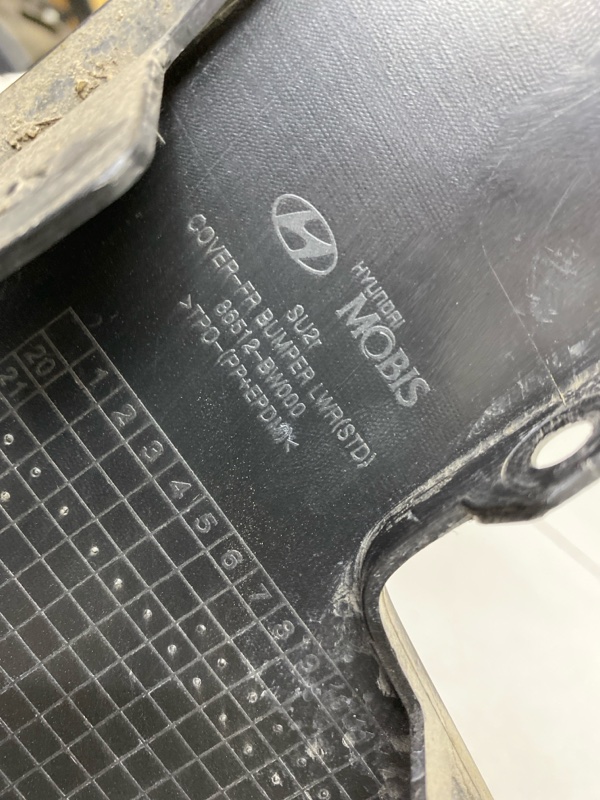 HYUNDAI
MOBIS
SU2I
COVER-FR BUMPER LWR(STD)
86512-BW000
>TPO-(PP+EPDM)<
20
21
1
2
3
4
5
6
7
8
9